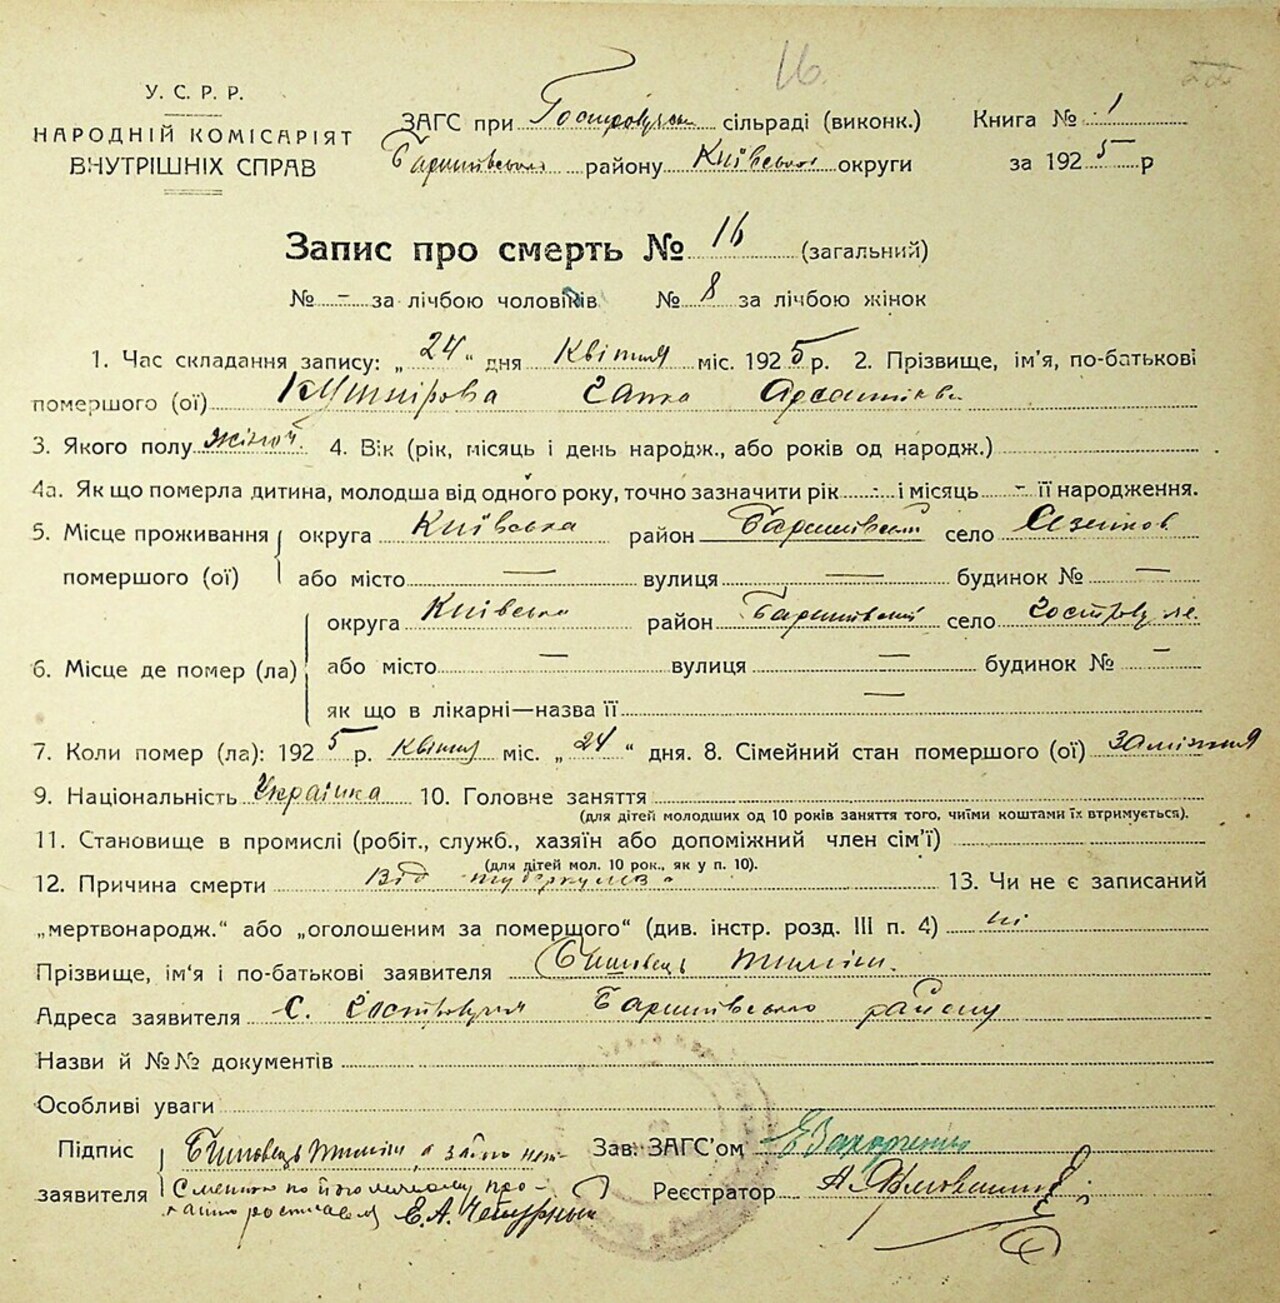 16.
У. С. Р. Р.
НАРОДНІЙ КОМІСАРІЯТ
ВНУТРІШНІХ СПРАВ
ЗАГС при сільраді (виконк.)
Баришівського району Київської округи
Книга № 1
за 1925 р
Запис про смерть № 16 (загальний)
№ - за лічбою чоловіків № 8 за лічбою жінок
1. Час складання запису: „24“ дня Квітня міс. 1925 р. 2. Прізвище, ім'я, по-батькові
помершого (ої) Кушнірова
3. Якого полу жіноч. 4. Вік (рік, місяць і день народж., або років од народж.)
4а. Як що померла дитина, молодша від одного року, точно зазначити рік - і місяць - її народження.
5. Місце проживання помершого (ої) округа Київська район Баришівський село
або місто — вулиця — будинок № —
6. Місце де помер (ла) округа Київська район Баришівський село
або місто — вулиця — будинок № —
як що в лікарні—назва її —
7. Коли помер (ла): 1925 р. Квітня міс. „24“ дня. 8. Сімейний стан помершого (ої) заміжня
9. Національність Українка 10. Головне заняття
(для дітей молодших од 10 років заняття того, чиїми коштами їх втримується).
11. Становище в промислі (робіт., служб., хазяїн або допоміжний член сім'ї)
(для дітей мол. 10 рок., як у п. 10).
12. Причина смерти Від туберкульоза 13. Чи не є записаний
„мертвонародж.“ або „оголошеним за померщого“ (див. інстр. розд. III п. 4) ні
Прізвище, ім'я і по-батькові заявителя
Адреса заявителя С. Баришівського району
Назви й №№ документів
Особливі уваги
Підпис заявителя
Зав. ЗАГС'ом
Реєстратор